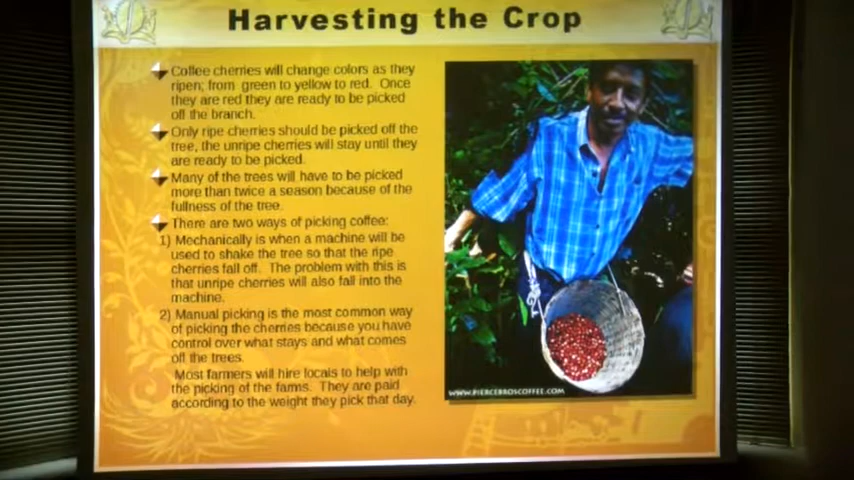 Harvesting the Crop
Coffee cherries will change colors as they
ripen; from green to yellow to red. Once
they are red they are ready to be picked
off the branch.
Only ripe cherries should be picked off the
tree, the unripe cherries will stay until they
are ready to be picked.
Many of the trees will have to be picked
more than twice a season because of the
fullness of the tree.
There are two ways of picking coffee:
1) Mechanically is when a machine will be
used to shake the tree so that the ripe
cherries fall off. The problem with this is
that unripe cherries will also fall into the
machine.
2) Manual picking is the most common way
of picking the cherries because you have
control over what stays and what comes
off the trees.
Most farmers will hire locals to help with
the picking of the farms. They are paid
according to the weight they pick that day.
WWW.PIERCEBROSCOFFEE.COM